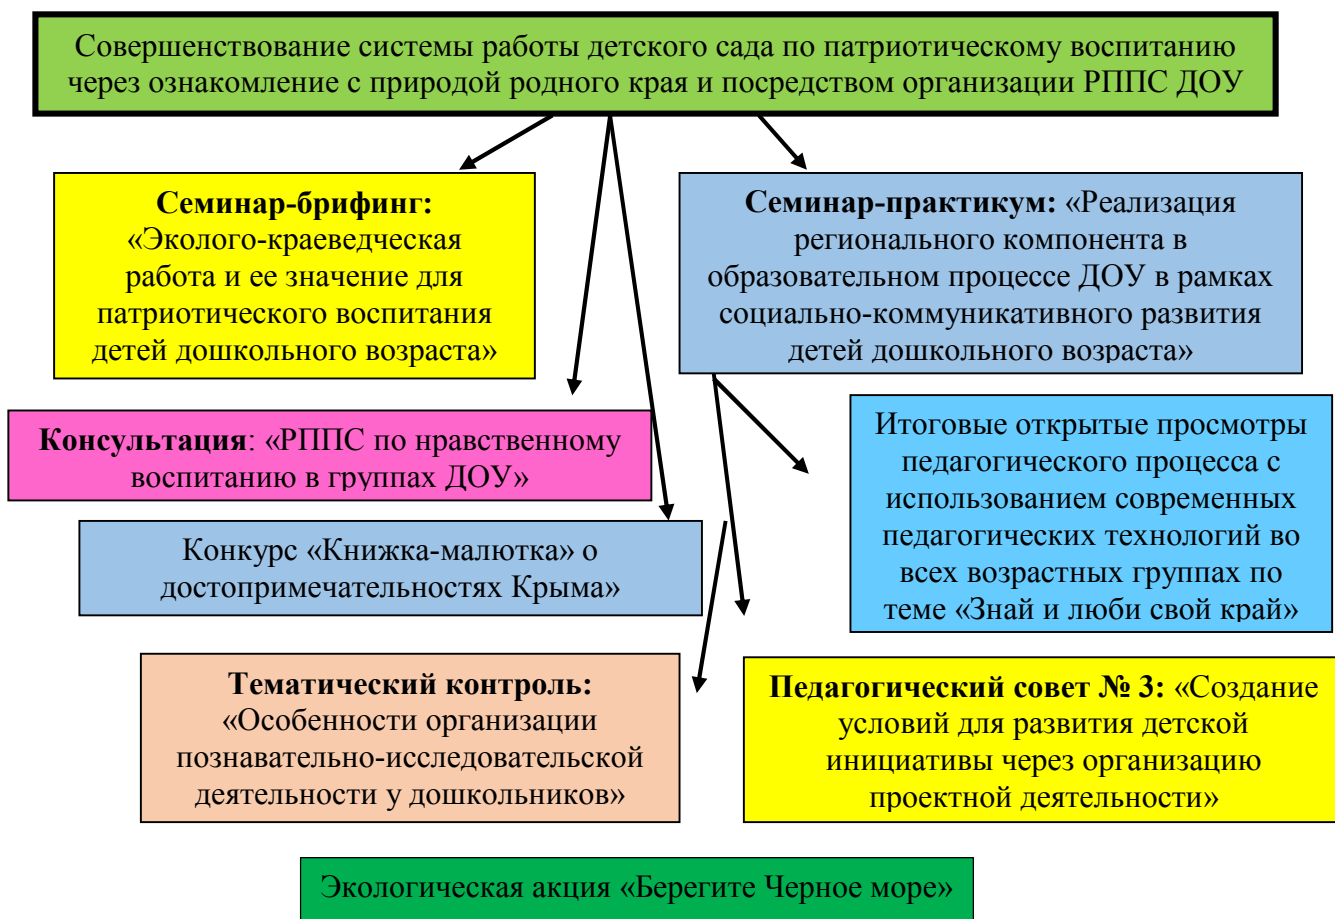 Совершенствование системы работы детского сада по патриотическому воспитанию
через ознакомление с природой родного края и посредством организации РППС ДОУ
Семинар-брифинг:
«Эколого-краеведческая
работа и ее значение для
патриотического воспитания
детей дошкольного возраста»
Семинар-практикум: «Реализация
регионального компонента в
образовательном процессе ДОУ в рамках
социально-коммуникативного развития
детей дошкольного возраста»
Консультация: «РППС по нравственному
воспитанию в группах ДОУ»
Итоговые открытые просмотры
педагогического процесса с
использованием современных
педагогических технологий во
всех возрастных группах по
теме «Знай и люби свой край»
Конкурс «Книжка-малютка» о
достопримечательностях Крыма»
Тематический контроль:
«Особенности организации
познавательно-исследовательской
деятельности у дошкольников»
Педагогический совет № 3: «Создание
условий для развития детской
инициативы через организацию
проектной деятельности»
Экологическая акция «Берегите Черное море»